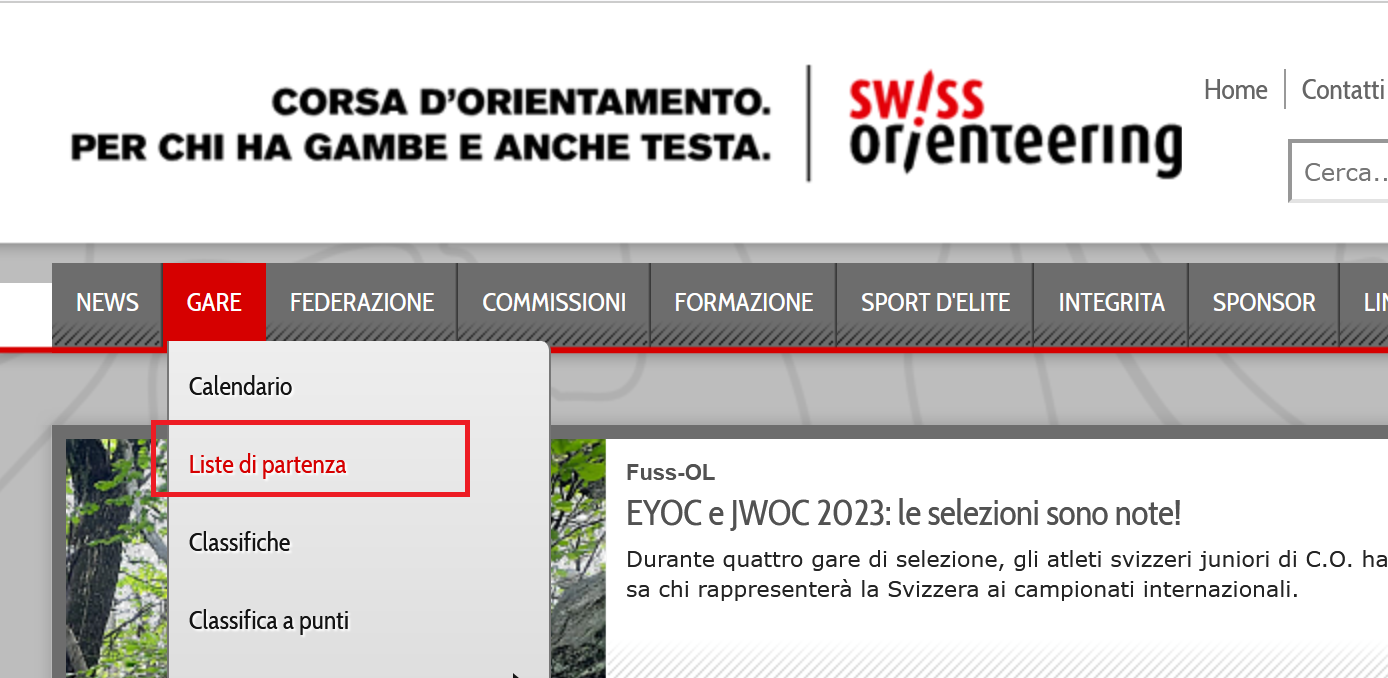 CORSA D'ORIENTAMENTO.
PER CHI HA GAMBE E ANCHE TESTA.
swiss
orienteering
Home
Contatti
Cerca..
NEWS
GARE
FEDERAZIONE
COMMISSIONI
FORMAZIONE
SPORT D'ELITE
INTEGRITA
SPONSOR
Calendario
Liste di partenza
Classifiche
Classifica a punti
Fuss-OL
EYOC e JWOC 2023: le selezioni sono note!
Durante quattro gare di selezione, gli atleti svizzeri juniori di C.O. ha
sa chi rappresenterà la Svizzera ai campionati internazionali.